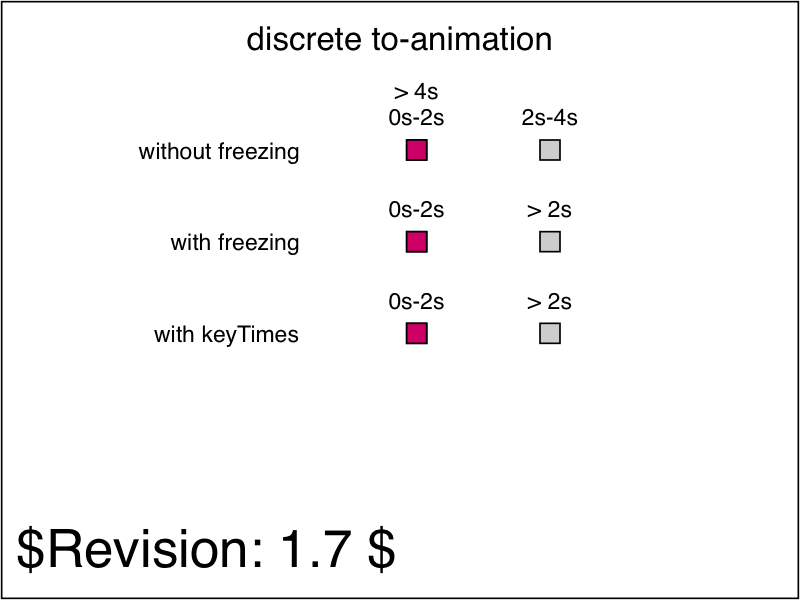 discrete to-animation
> 4s
0s-2s 2s-4s
without freezing
0s-2s > 2s
with freezing
0s-2s > 2s
with keyTimes
$Revision: 1.7 $